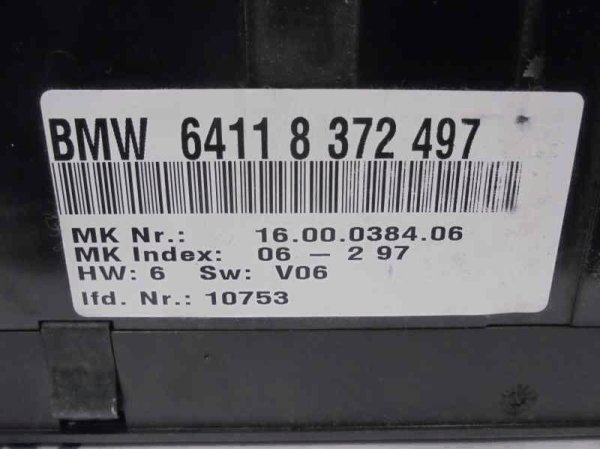 BMW 6411 8 372 497
MK Nr.: 16.00.0384.06
MK Index: 06 – 2 97
HW: 6 Sw: V06
lfd. Nr.: 10753